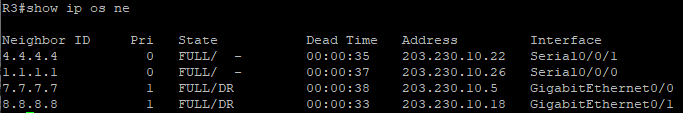 R3#show ip os ne
Neighbor ID Pri State Dead Time Address Interface
4.4.4.4 0 FULL/ - 00:00:35 203.230.10.22 Serial0/0/1
1.1.1.1 0 FULL/ - 00:00:37 203.230.10.26 Serial0/0/0
7.7.7.7 1 FULL/DR 00:00:38 203.230.10.5 GigabitEthernet0/0
8.8.8.8 1 FULL/DR 00:00:33 203.230.10.18 GigabitEthernet0/1